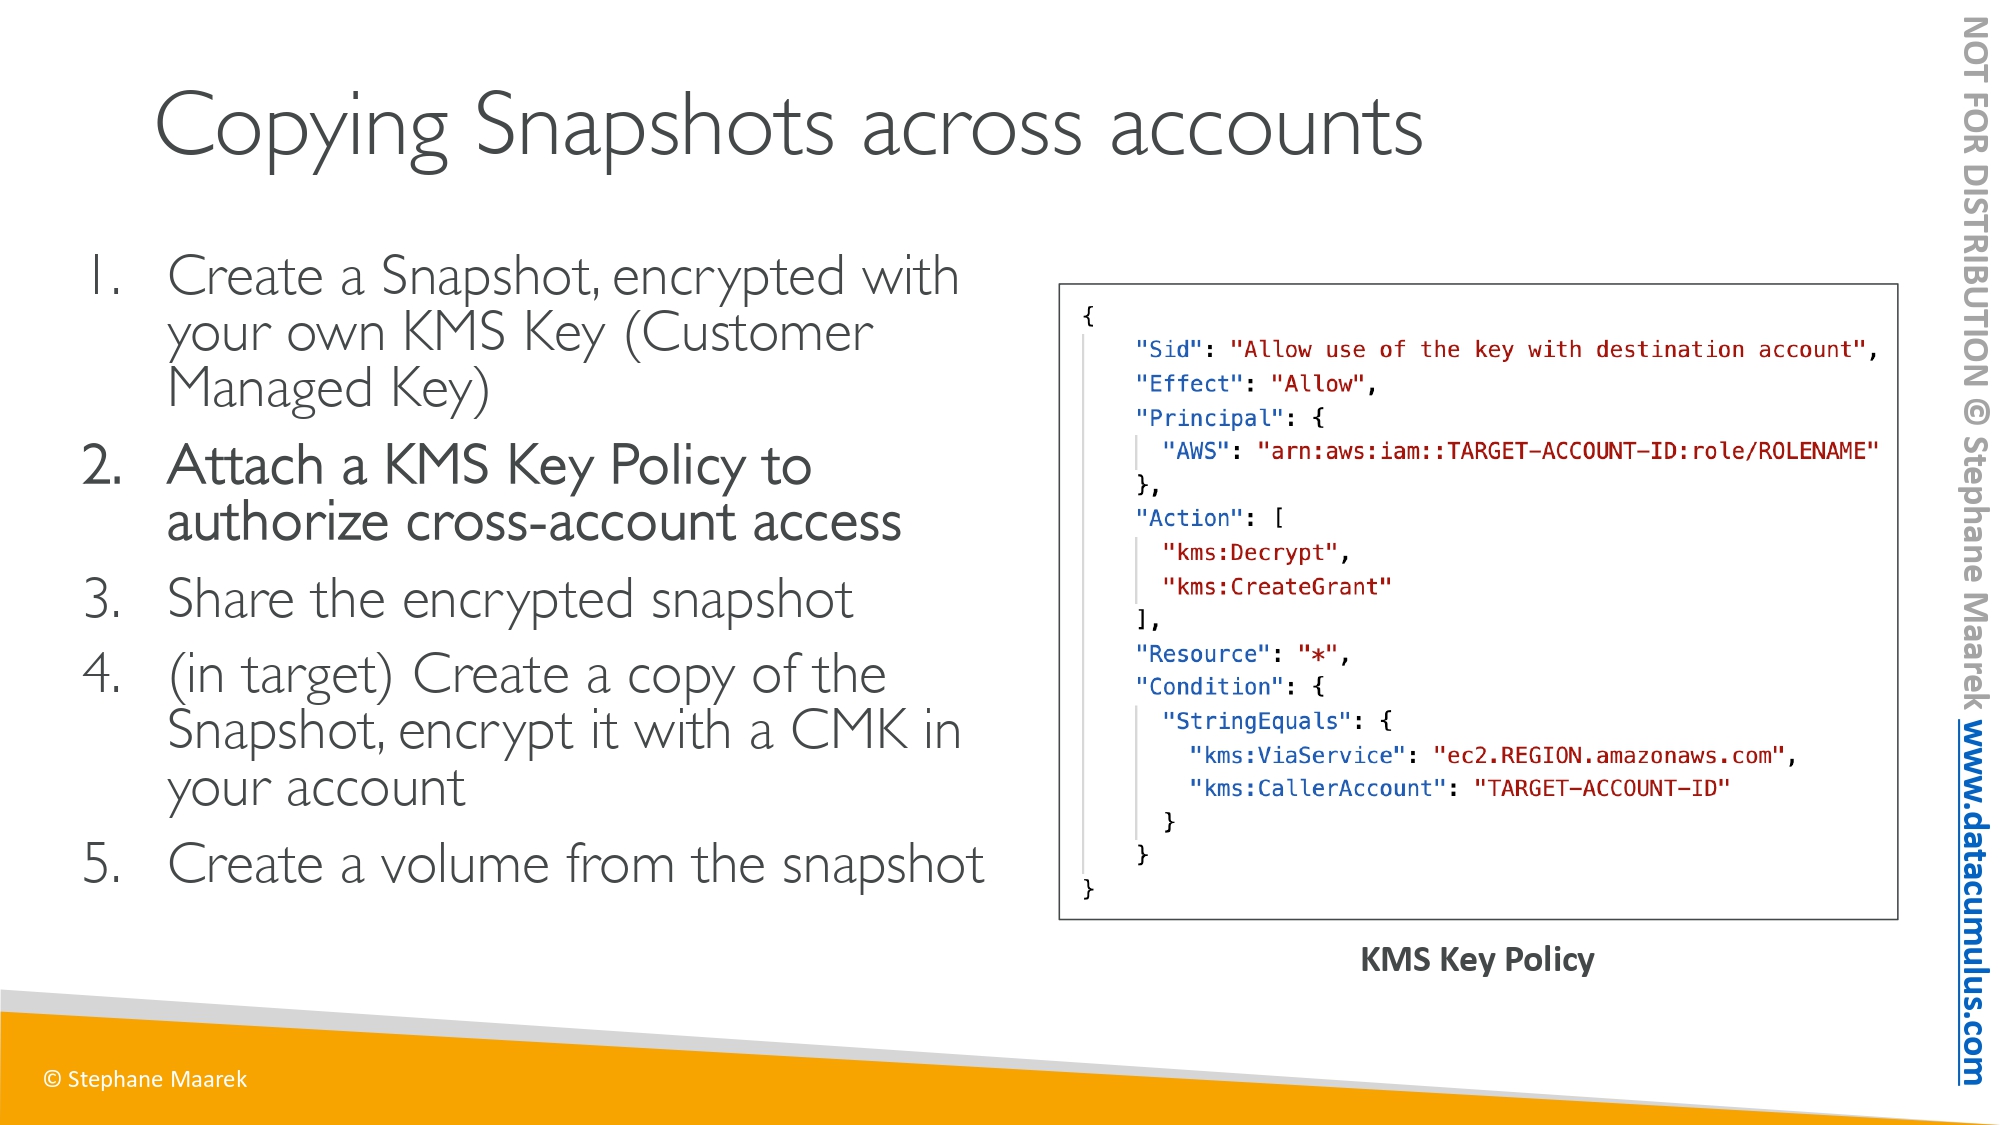 Copying Snapshots across accounts
1. Create a Snapshot, encrypted with
your own KMS Key (Customer
Managed Key)
2. Attach a KMS Key Policy to
authorize cross-account access
3. Share the encrypted snapshot
4. (in target) Create a copy of the
Snapshot, encrypt it with a CMK in
your account
5. Create a volume from the snapshot
{
"Sid": "Allow use of the key with destination account",
"Effect": "Allow",
"Principal": {
"AWS": "arn:aws:iam::TARGET-ACCOUNT-ID:role/ROLENAME"
},
"Action": [
"kms:Decrypt",
"kms:CreateGrant"
],
"Resource": "*",
"Condition": {
"StringEquals": {
"kms:ViaService": "ec2.REGION.amazonaws.com",
"kms:CallerAccount": "TARGET-ACCOUNT-ID"
}
}
}
KMS Key Policy
© Stephane Maarek
NOT FOR DISTRIBUTION © Stephane Maarek www.datacumulus.com